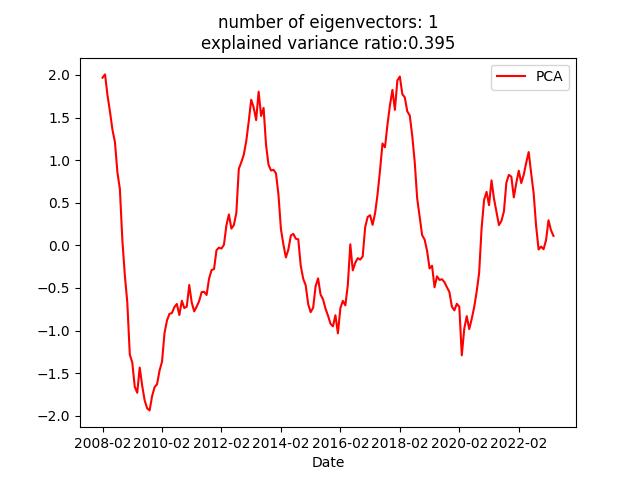 number of eigenvectors: 1
explained variance ratio:0.395
PCA
2.0
1.5
1.0
0.5
0.0
−0.5
−1.0
−1.5
−2.0
2008-02 2010-02 2012-02 2014-02 2016-02 2018-02 2020-02 2022-02
Date